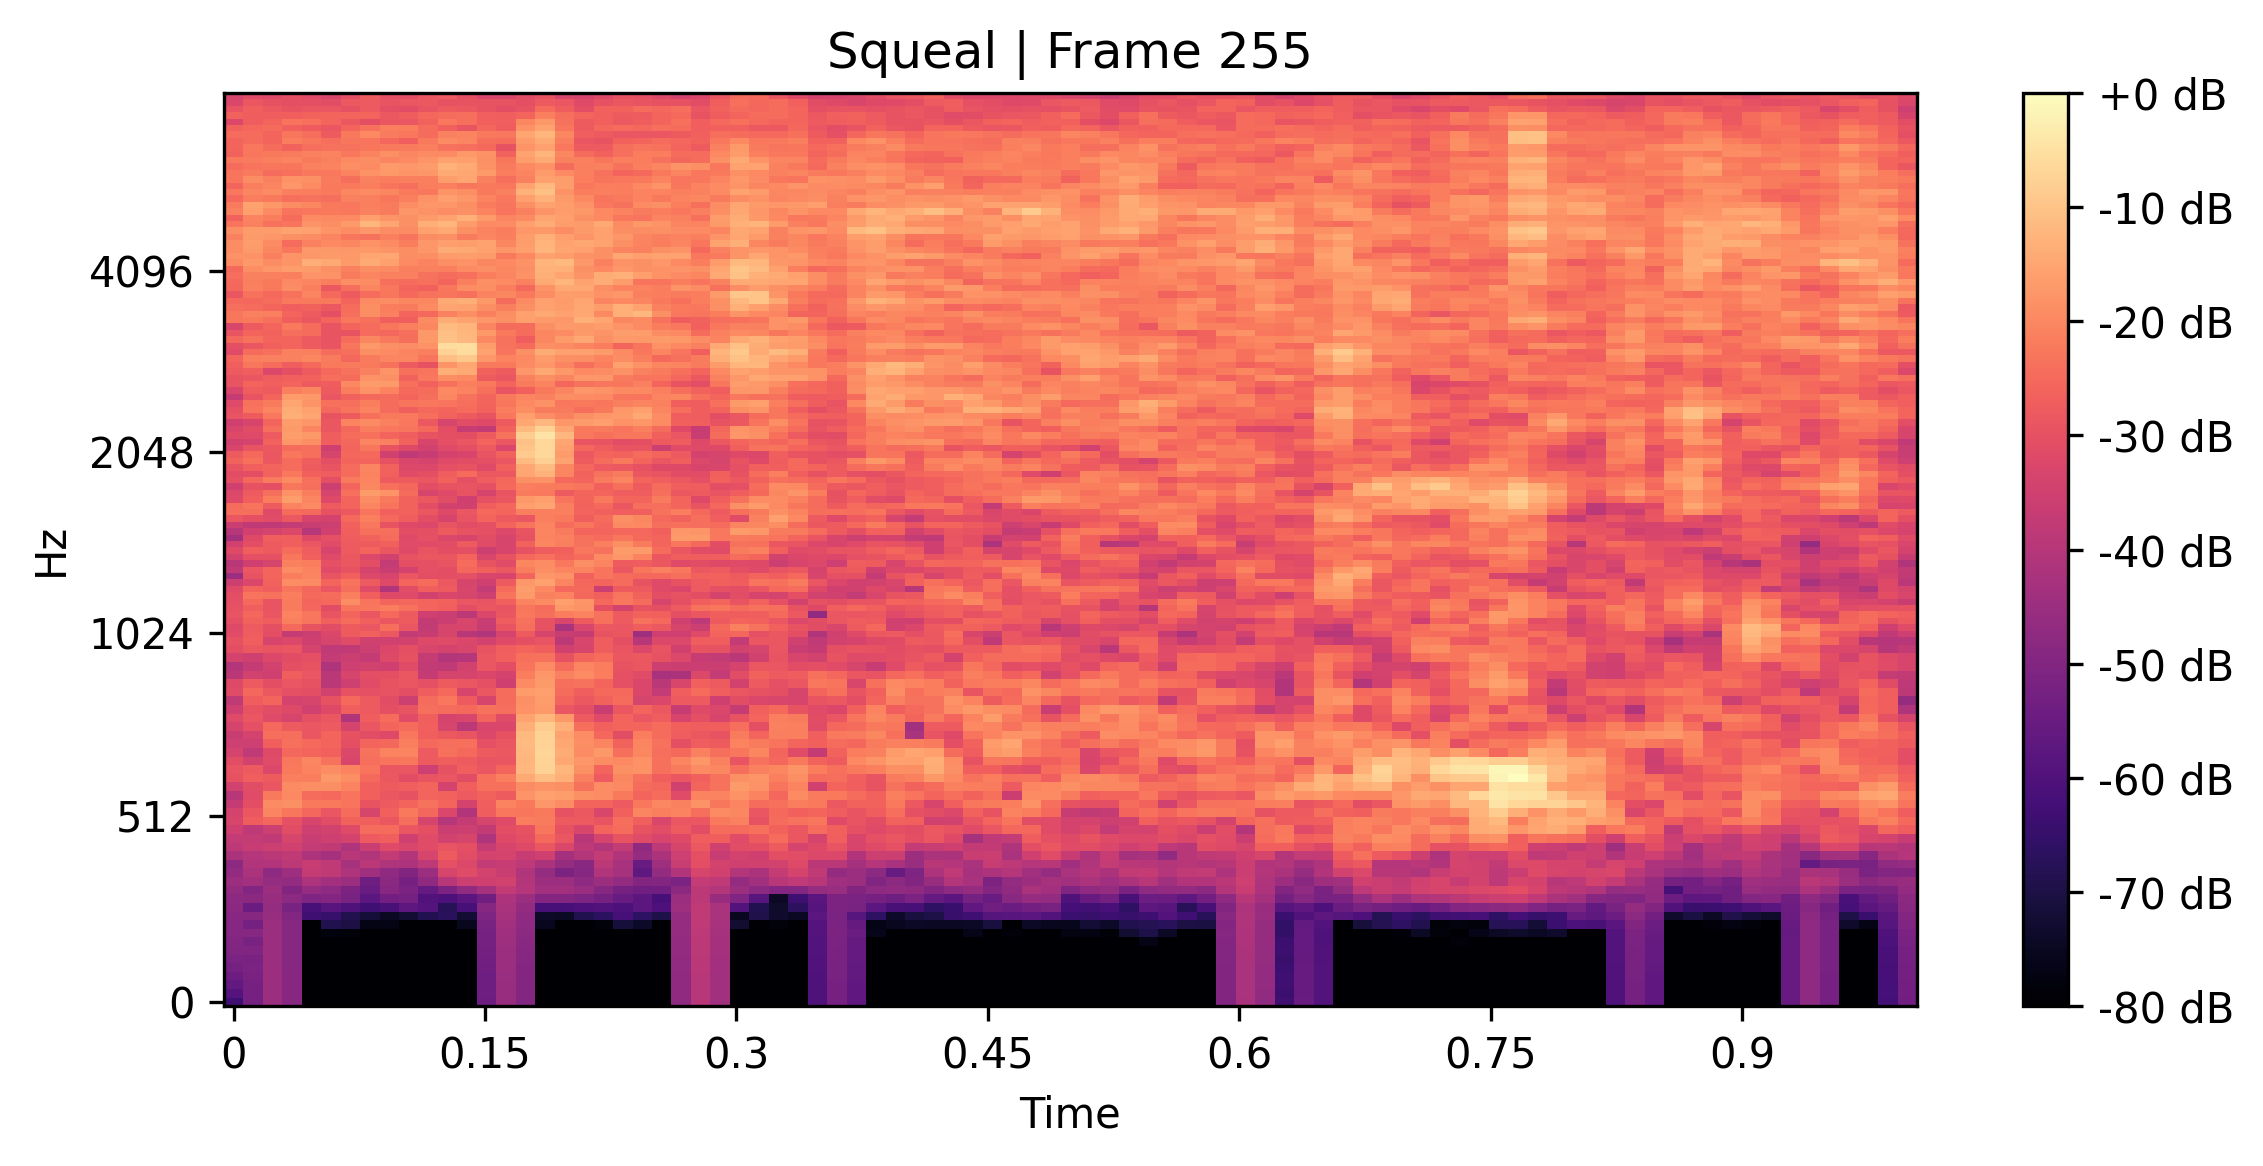 Squeal | Frame 255
+0 dB
-10 dB
-20 dB
-30 dB
-40 dB
-50 dB
-60 dB
-70 dB
-80 dB
Hz
4096
2048
1024
512
0
0 0.15 0.3 0.45 0.6 0.75 0.9
Time